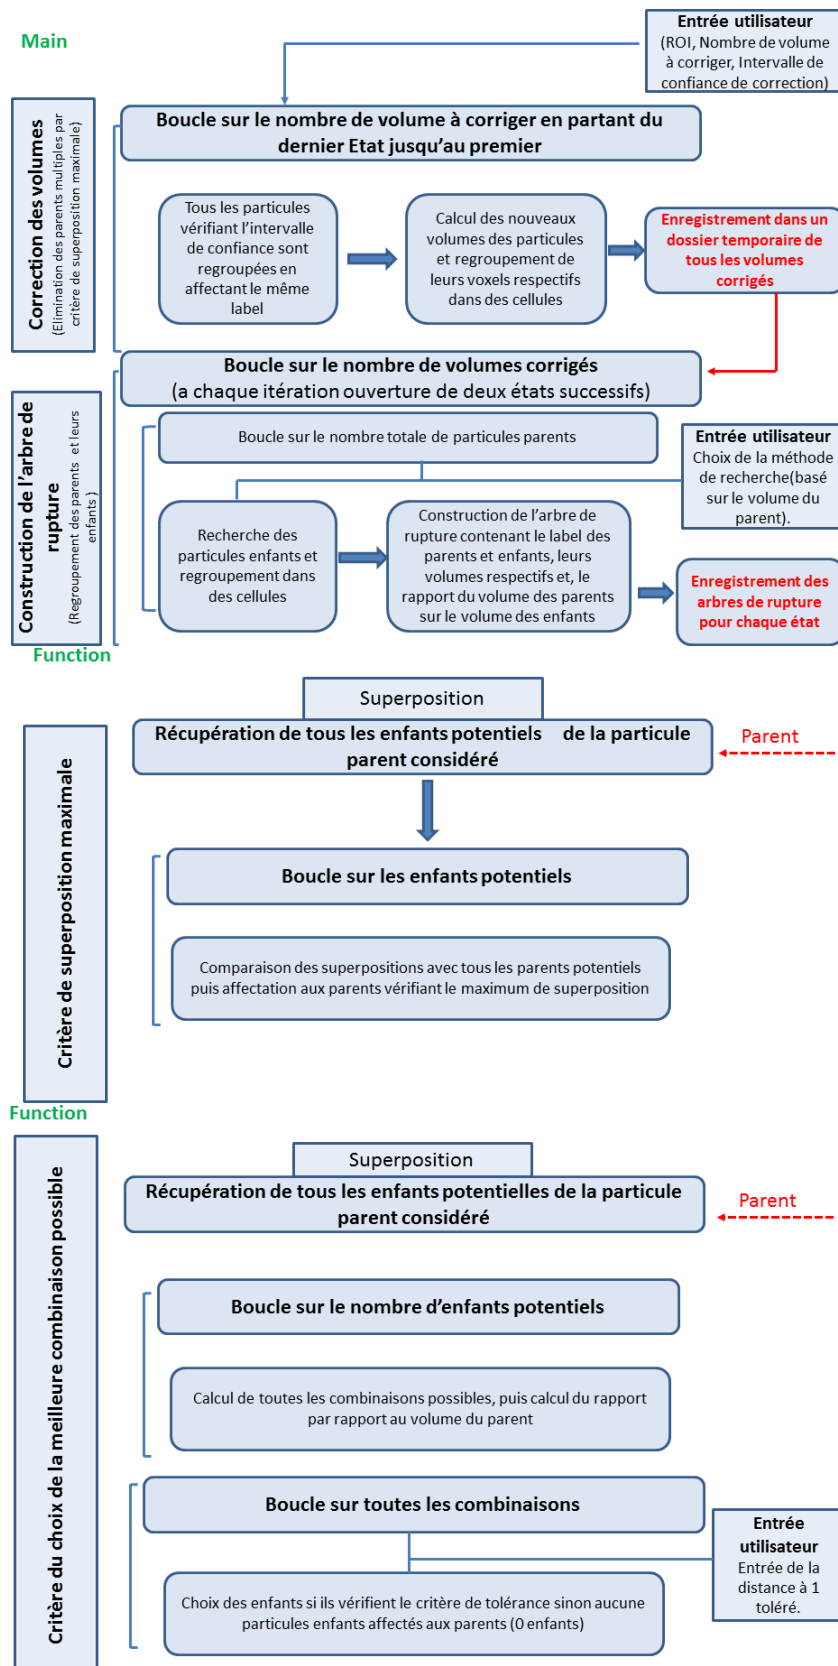 Main
Entrée utilisateur
(ROI, Nombre de volume
à corriger, Intervalle de
confiance de correction)
Correction des volumes
(Elimination des parents multiples par
critère de superposition maximale)
Boucle sur le nombre de volume à corriger en partant du
dernier Etat jusqu'au premier
Tous les particules
vérifiant l'intervalle
de confiance sont
regroupées en
affectant le même
label
Calcul des nouveaux
volumes des particules
et regroupement de
leurs voxels respectifs
dans des cellules
Enregistrement dans un
dossier temporaire de
tous les volumes
corrigés
Construction de l'arbre de
rupture
(Regroupement des parents et leurs
enfants )
Boucle sur le nombre de volumes corrigés
(a chaque itération ouverture de deux états successifs)
Boucle sur le nombre totale de particules parents
Entrée utilisateur
Choix de la méthode
de recherche(basé
sur le volume du
parent).
Recherche des
particules enfants et
regroupement dans
des cellules
Construction de l'arbre de
rupture contenant le label des
parents et enfants, leurs
volumes respectifs et, le
rapport du volume des parents
sur le volume des enfants
Enregistrement des
arbres de rupture
pour chaque état
Function
Critère de superposition maximale
Superposition
Récupération de tous les enfants potentiels de la particule
parent considéré
Parent
Boucle sur les enfants potentiels
Comparaison des superpositions avec tous les parents potentiels
puis affectation aux parents vérifiant le maximum de superposition
Function
Critère du choix de la meilleure combinaison possible
Superposition
Récupération de tous les enfants potentielles de la particule
parent considéré
Parent
Boucle sur le nombre d'enfants potentiels
Calcul de toutes les combinaisons possibles, puis calcul du rapport
par rapport au volume du parent
Boucle sur toutes les combinaisons
Entrée
utilisateur
Entrée de la
distance à 1
toléré.
Choix des enfants si ils vérifient le critère de tolérance sinon aucune
particules enfants affectés aux parents (0 enfants)